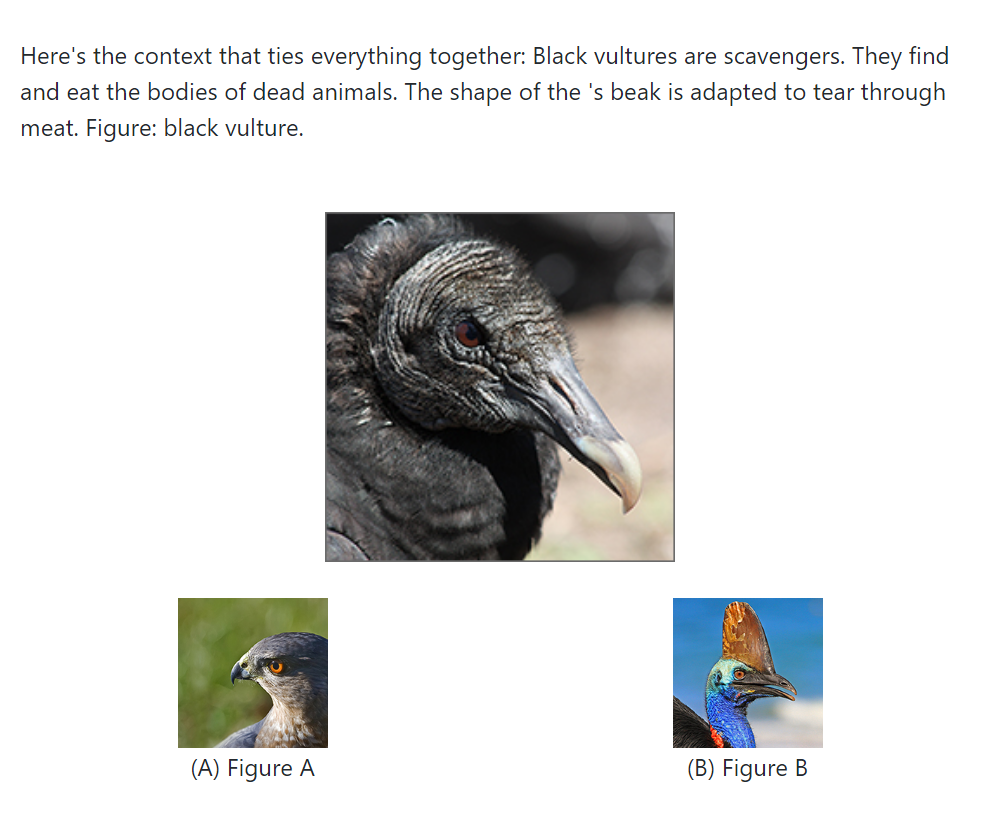 Here's the context that ties everything together: Black vultures are scavengers. They find
and eat the bodies of dead animals. The shape of the 's beak is adapted to tear through
meat. Figure: black vulture.
(A) Figure A
(B) Figure B